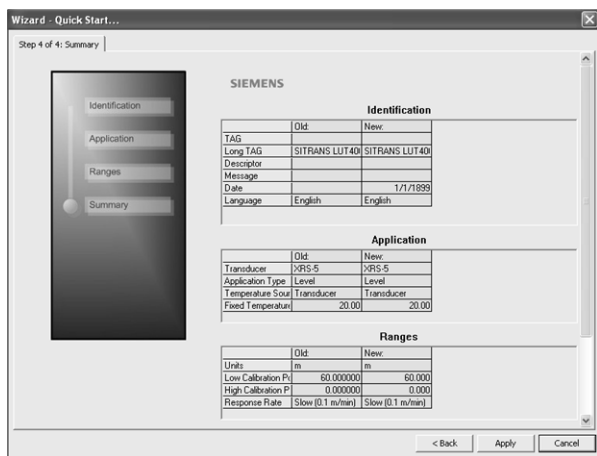 Wizard - Quick Start...
Step 4 of 4: Summary
Identification
Application
Ranges
Summary
SIEMENS
Identification
Old: New:
TAG
Long TAG SITRANS LUT40 SITRANS LUT40
Descriptor
Message
Date 1/1/1899
Language English English
Application
Old: New:
Transducer XRS-5 XRS-5
Application Type Level Level
Temperature Sour Transducer Transducer
Fixed Temperature 20.00 20.00
Ranges
Old: New:
Units m m
Low Calibration Po 60.000000 60.000
High Calibration P 0.000000 0.000
Response Rate Slow (0.1 m/min) Slow (0.1 m/min)
< Back Apply Cancel